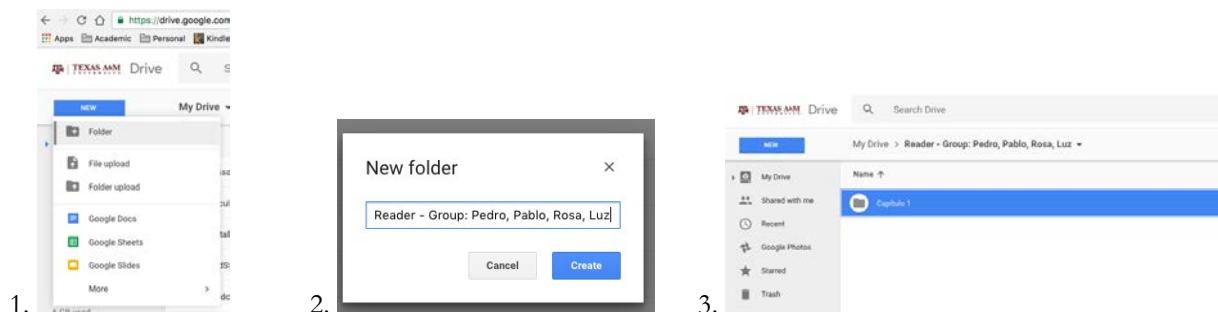 https://drive.google.com
Apps Academic Personal Kindle
TEXAS A&M Drive
NEW My Drive
Folder
File upload
Folder upload
Google Docs
Google Sheets
Google Slides
More
1.
New folder
Reader - Group: Pedro, Pablo, Rosa, Luz
Cancel Create
2.
TEXAS A&M Drive Search Drive
NEW My Drive > Reader - Group: Pedro, Pablo, Rosa, Luz
My Drive Name
Shared with me Capítulo 1
Recent
Google Photos
Starred
Trash
3.